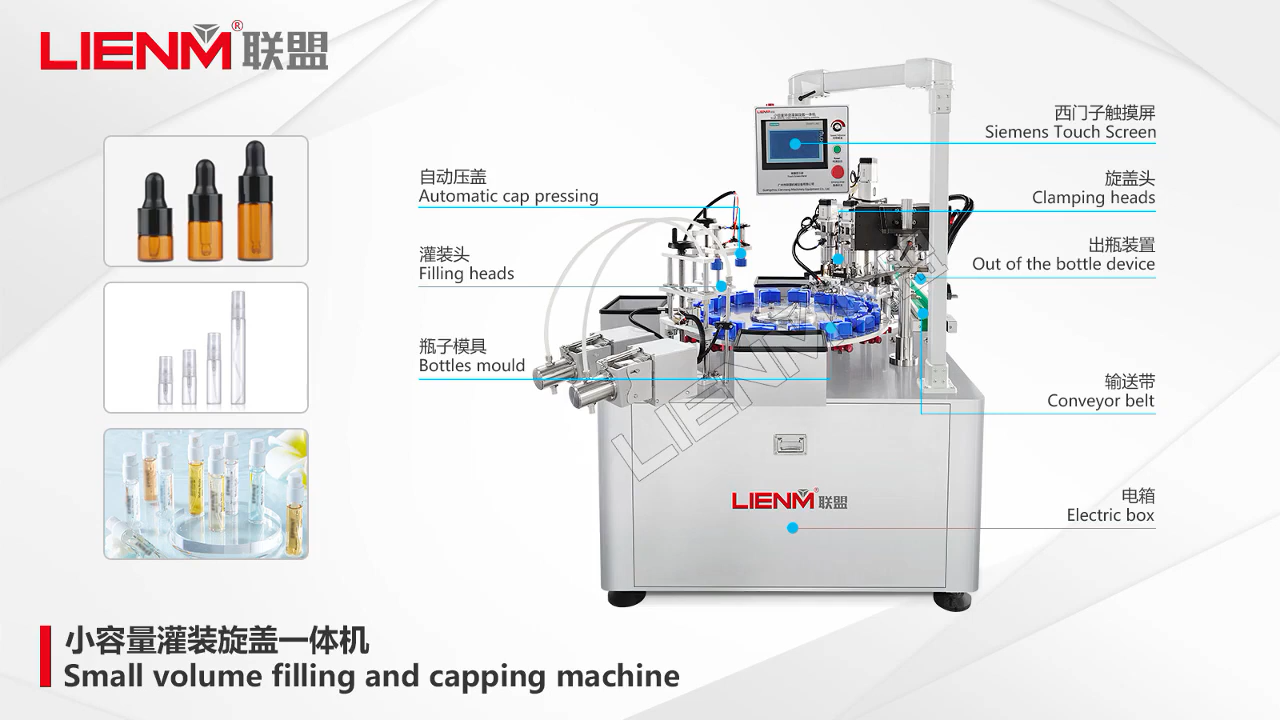 LIENM® 联盟
自动压盖
Automatic cap pressing
灌装头
Filling heads
瓶子模具
Bottles mould
西门子触摸屏
Siemens Touch Screen
旋盖头
Clamping heads
出瓶装置
Out of the bottle device
输送带
Conveyor belt
电箱
Electric box
LIENM 联盟
LIENM
小容量灌装旋盖一体机
Small volume filling and capping machine